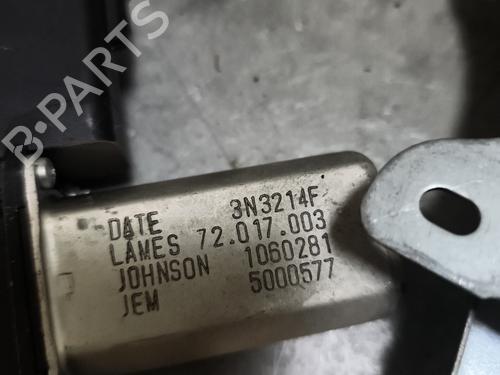 B-PARTS
DATE 3N3214F
LAMES 72.017.003
JOHNSON 1060281
JEM 5000577